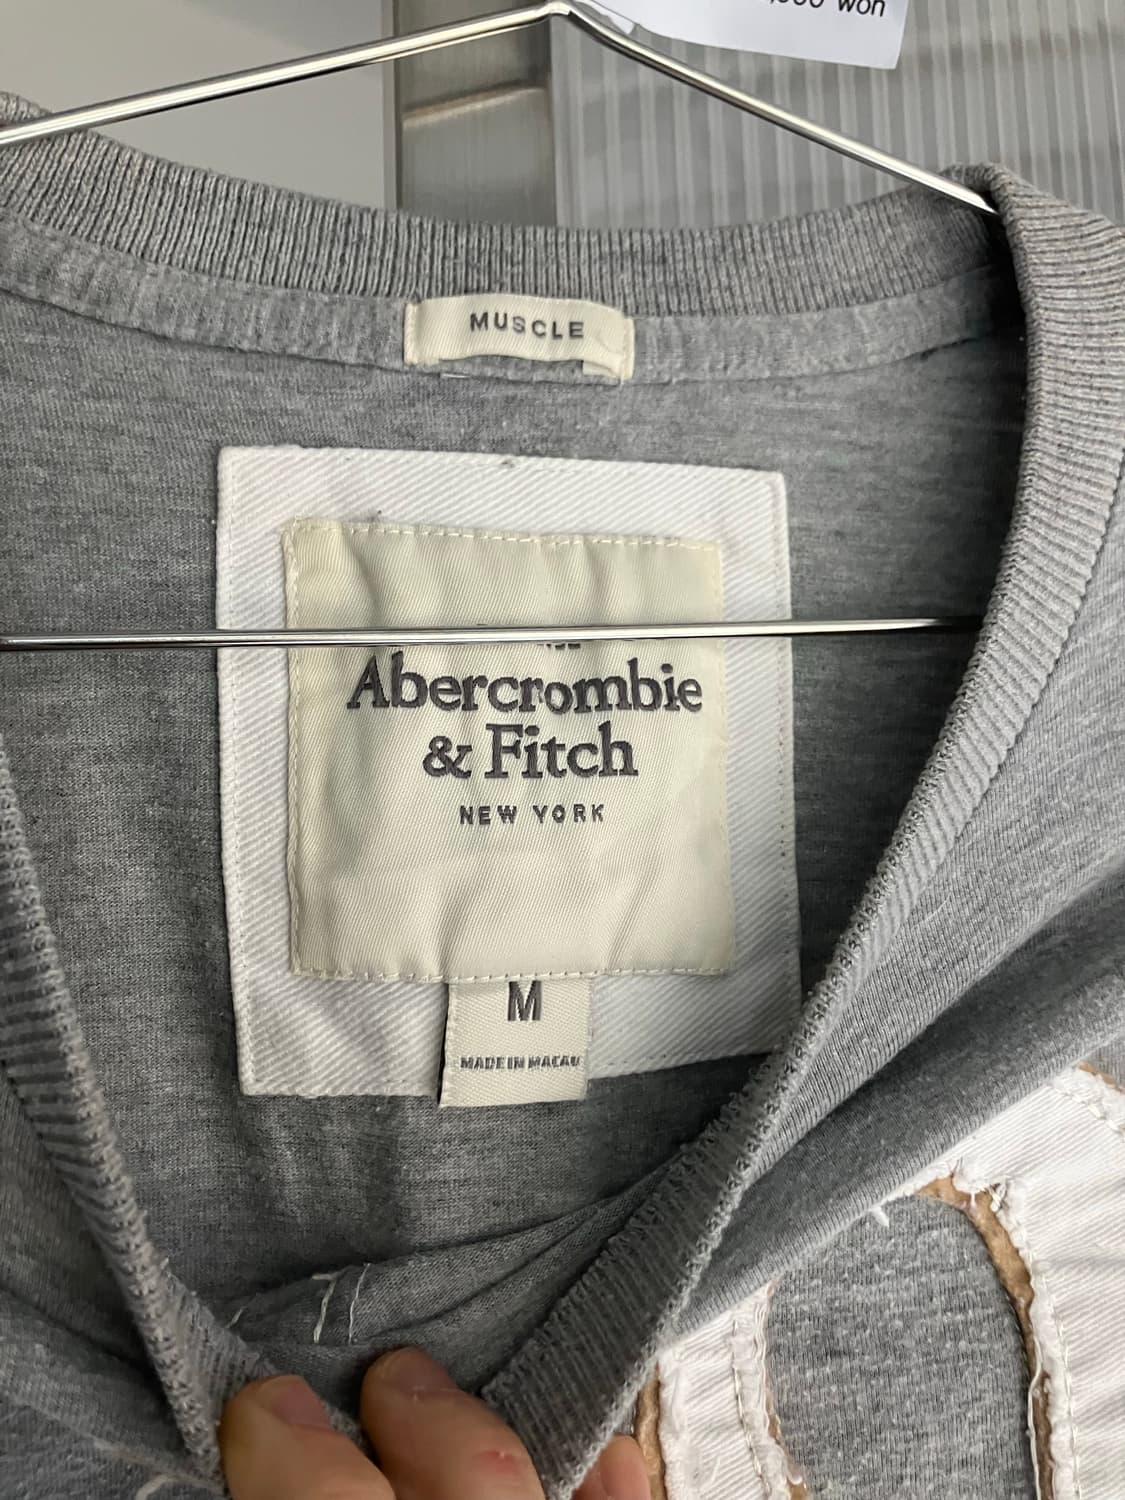 won
MUSCLE
Abercrombie
& Fitch
NEW YORK
M
MADE IN MACAU